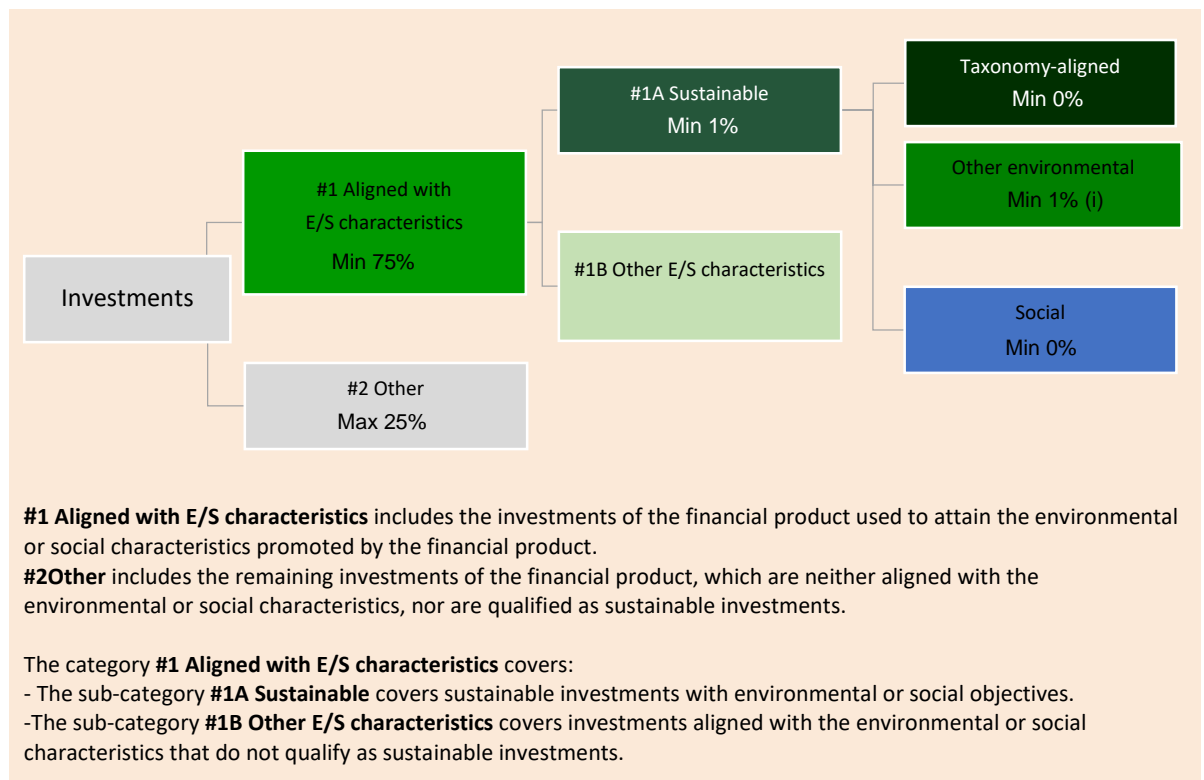 Investments
#1 Aligned with
E/S characteristics
Min 75%
#2 Other
Max 25%
#1A Sustainable
Min 1%
#1B Other E/S characteristics
Taxonomy-aligned
Min 0%
Other environmental
Min 1% (i)
Social
Min 0%
#1 Aligned with E/S characteristics includes the investments of the financial product used to attain the environmental
or social characteristics promoted by the financial product.
#2Other includes the remaining investments of the financial product, which are neither aligned with the
environmental or social characteristics, nor are qualified as sustainable investments.
The category #1 Aligned with E/S characteristics covers:
- The sub-category #1A Sustainable covers sustainable investments with environmental or social objectives.
-The sub-category #1B Other E/S characteristics covers investments aligned with the environmental or social
characteristics that do not qualify as sustainable investments.